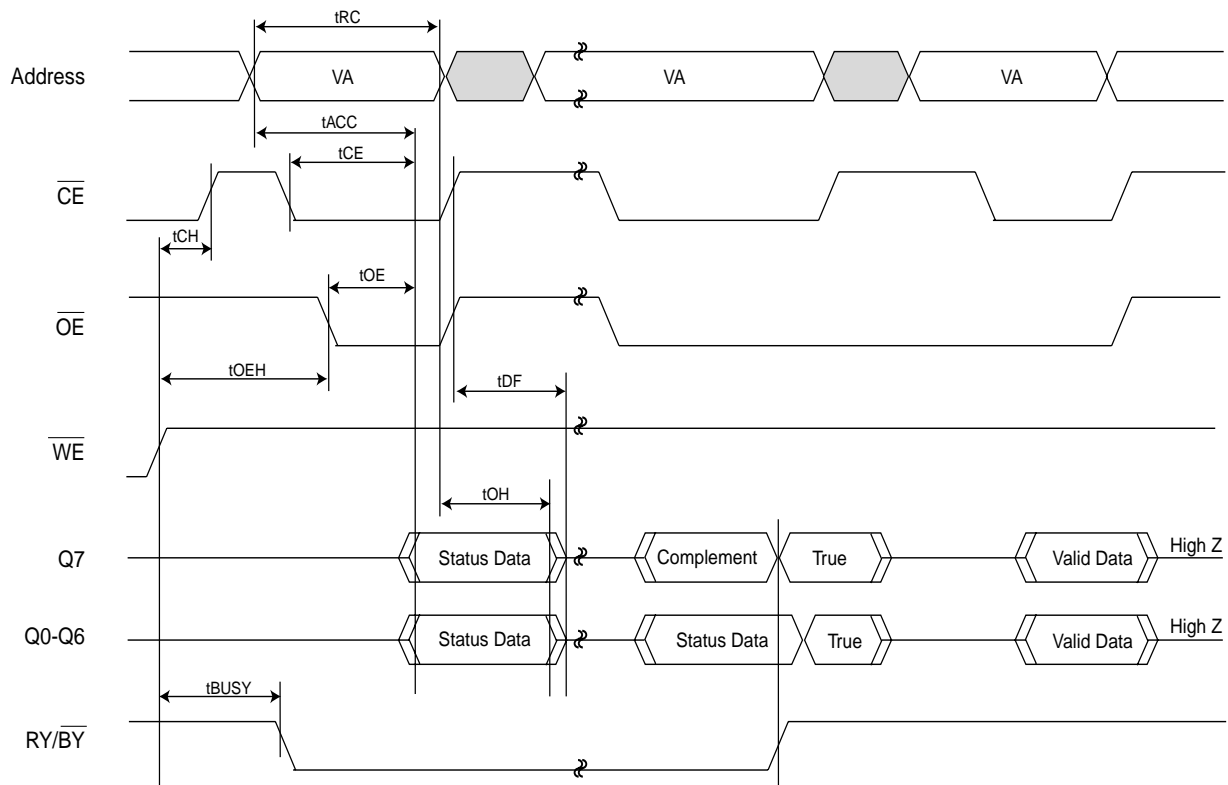 tRC
Address
VA
VA
VA
tACC
tCE
CE
tCH
tOE
OE
tOEH
tDF
WE
tOH
Q7
Status Data
Complement
True
Valid Data
High Z
Q0-Q6
Status Data
Status Data
True
Valid Data
High Z
tBUSY
RY/BY